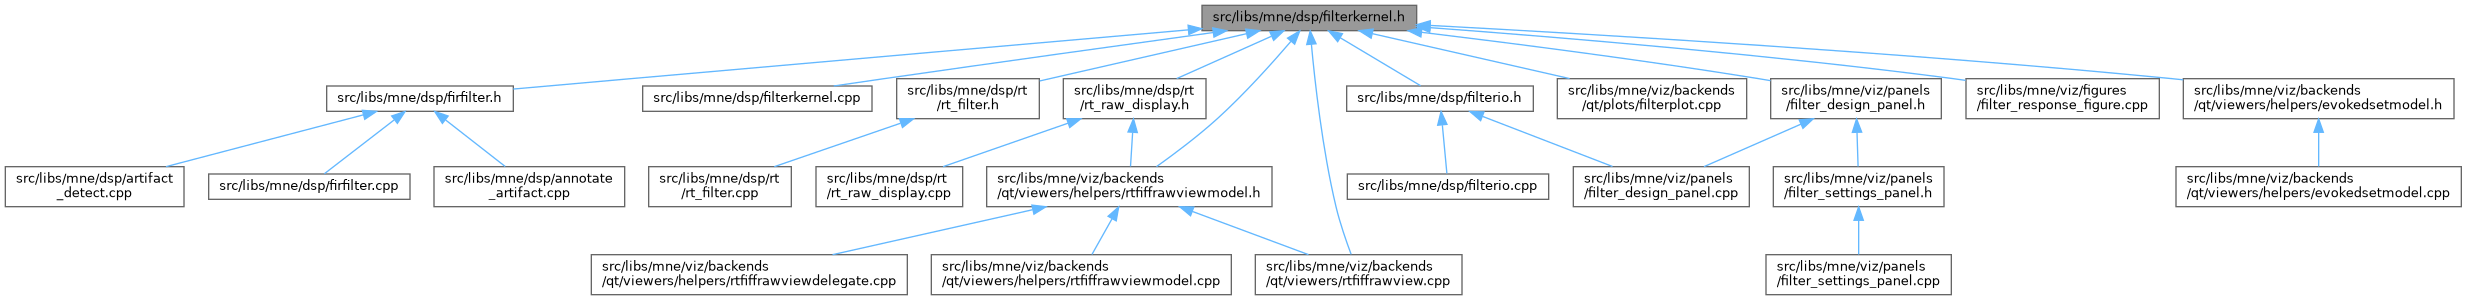 src/libs/mne/dsp/filterkernel.h
src/libs/mne/dsp/firfilter.h
src/libs/mne/dsp/filterkernel.cpp
src/libs/mne/dsp/rt
/rt_filter.h
src/libs/mne/dsp/rt
/rt_raw_display.h
src/libs/mne/dsp/filterio.h
src/libs/mne/viz/backends
/qt/plots/filterplot.cpp
src/libs/mne/viz/panels
/filter_design_panel.h
src/libs/mne/viz/figures
/filter_response_figure.cpp
src/libs/mne/viz/backends
/qt/viewers/helpers/evokedsetmodel.h
src/libs/mne/dsp/artifact
_detect.cpp
src/libs/mne/dsp/firfilter.cpp
src/libs/mne/dsp/annotate
_artifact.cpp
src/libs/mne/dsp/rt
/rt_filter.cpp
src/libs/mne/dsp/rt
/rt_raw_display.cpp
src/libs/mne/viz/backends
/qt/viewers/helpers/rtfiffrawviewmodel.h
src/libs/mne/dsp/filterio.cpp
src/libs/mne/viz/panels
/filter_design_panel.cpp
src/libs/mne/viz/panels
/filter_settings_panel.h
src/libs/mne/viz/backends
/qt/viewers/helpers/evokedsetmodel.cpp
src/libs/mne/viz/backends
/qt/viewers/helpers/rtfiffrawviewdelegate.cpp
src/libs/mne/viz/backends
/qt/viewers/helpers/rtfiffrawviewmodel.cpp
src/libs/mne/viz/backends
/qt/viewers/rtfiffrawview.cpp
src/libs/mne/viz/panels
/filter_settings_panel.cpp